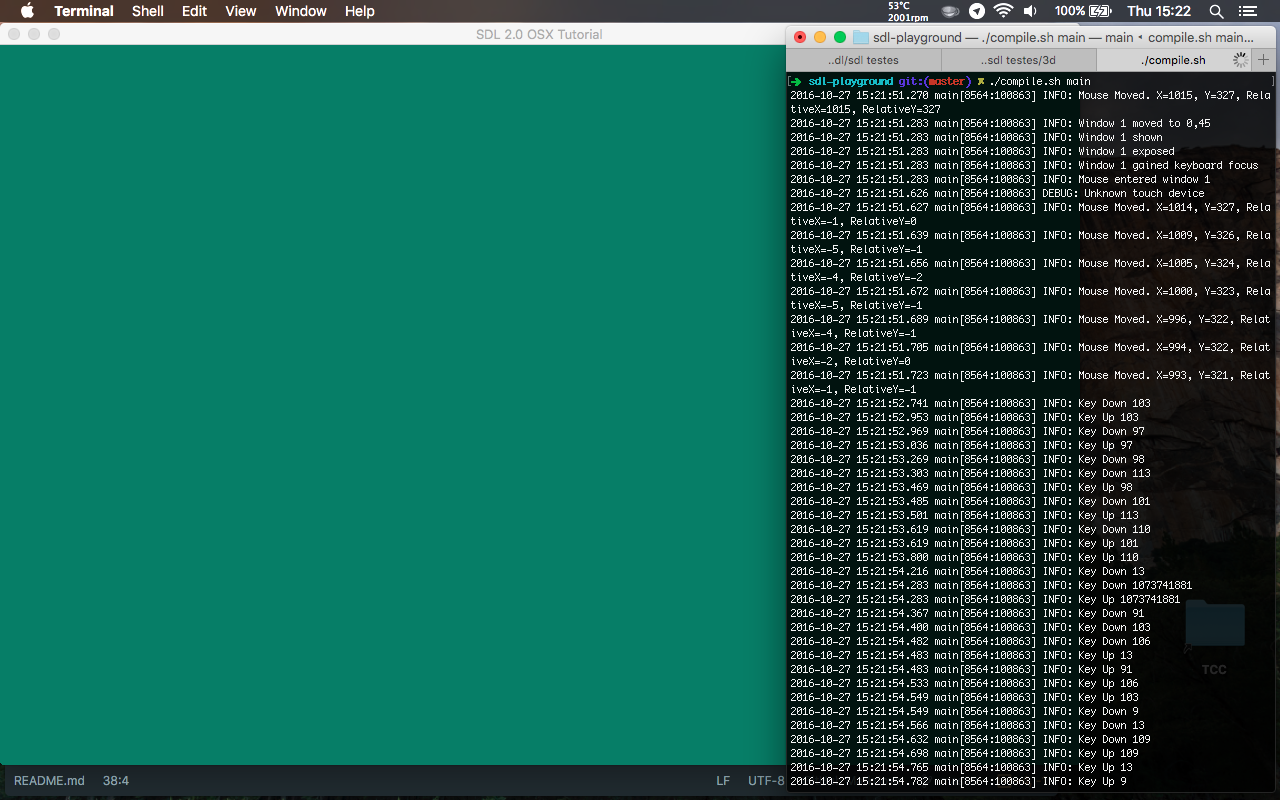 Terminal Shell Edit View Window Help 53°C 2001rpm 100% Thu 15:22
SDL 2.0 OSX Tutorial
sdl-playground — ./compile.sh main — main ◂ compile.sh main...
..dl/sdl testes ..sdl testes/3d ./compile.sh +
[➜ sdl-playground git:(master) ✗ ./compile.sh main ]
2016-10-27 15:21:51.270 main[8564:100863] INFO: Mouse Moved. X=1015, Y=327, Rela
tiveX=1015, RelativeY=327
2016-10-27 15:21:51.283 main[8564:100863] INFO: Window 1 moved to 0,45
2016-10-27 15:21:51.283 main[8564:100863] INFO: Window 1 shown
2016-10-27 15:21:51.283 main[8564:100863] INFO: Window 1 exposed
2016-10-27 15:21:51.283 main[8564:100863] INFO: Window 1 gained keyboard focus
2016-10-27 15:21:51.283 main[8564:100863] INFO: Mouse entered window 1
2016-10-27 15:21:51.626 main[8564:100863] DEBUG: Unknown touch device
2016-10-27 15:21:51.627 main[8564:100863] INFO: Mouse Moved. X=1014, Y=327, Rela
tiveX=-1, RelativeY=0
2016-10-27 15:21:51.639 main[8564:100863] INFO: Mouse Moved. X=1009, Y=326, Rela
tiveX=-5, RelativeY=-1
2016-10-27 15:21:51.656 main[8564:100863] INFO: Mouse Moved. X=1005, Y=324, Rela
tiveX=-4, RelativeY=-2
2016-10-27 15:21:51.672 main[8564:100863] INFO: Mouse Moved. X=1000, Y=323, Rela
tiveX=-5, RelativeY=-1
2016-10-27 15:21:51.689 main[8564:100863] INFO: Mouse Moved. X=996, Y=322, Relat
iveX=-4, RelativeY=-1
2016-10-27 15:21:51.705 main[8564:100863] INFO: Mouse Moved. X=994, Y=322, Relat
iveX=-2, RelativeY=0
2016-10-27 15:21:51.723 main[8564:100863] INFO: Mouse Moved. X=993, Y=321, Relat
iveX=-1, RelativeY=-1
2016-10-27 15:21:52.741 main[8564:100863] INFO: Key Down 103
2016-10-27 15:21:52.953 main[8564:100863] INFO: Key Up 103
2016-10-27 15:21:52.969 main[8564:100863] INFO: Key Down 97
2016-10-27 15:21:53.036 main[8564:100863] INFO: Key Up 97
2016-10-27 15:21:53.269 main[8564:100863] INFO: Key Down 98
2016-10-27 15:21:53.303 main[8564:100863] INFO: Key Down 113
2016-10-27 15:21:53.469 main[8564:100863] INFO: Key Up 98
2016-10-27 15:21:53.485 main[8564:100863] INFO: Key Down 101
2016-10-27 15:21:53.501 main[8564:100863] INFO: Key Up 113
2016-10-27 15:21:53.619 main[8564:100863] INFO: Key Down 110
2016-10-27 15:21:53.619 main[8564:100863] INFO: Key Up 101
2016-10-27 15:21:53.800 main[8564:100863] INFO: Key Up 110
2016-10-27 15:21:54.216 main[8564:100863] INFO: Key Down 13
2016-10-27 15:21:54.283 main[8564:100863] INFO: Key Down 1073741881
2016-10-27 15:21:54.283 main[8564:100863] INFO: Key Up 1073741881
2016-10-27 15:21:54.367 main[8564:100863] INFO: Key Down 91
2016-10-27 15:21:54.400 main[8564:100863] INFO: Key Down 103
2016-10-27 15:21:54.482 main[8564:100863] INFO: Key Down 106
2016-10-27 15:21:54.483 main[8564:100863] INFO: Key Up 13
2016-10-27 15:21:54.483 main[8564:100863] INFO: Key Up 91
2016-10-27 15:21:54.533 main[8564:100863] INFO: Key Up 106
2016-10-27 15:21:54.549 main[8564:100863] INFO: Key Up 103
2016-10-27 15:21:54.549 main[8564:100863] INFO: Key Down 9
2016-10-27 15:21:54.566 main[8564:100863] INFO: Key Down 13
2016-10-27 15:21:54.632 main[8564:100863] INFO: Key Down 109
2016-10-27 15:21:54.698 main[8564:100863] INFO: Key Up 109
2016-10-27 15:21:54.765 main[8564:100863] INFO: Key Up 13
2016-10-27 15:21:54.782 main[8564:100863] INFO: Key Up 9
TCC
README.md 38:4 LF UTF-8